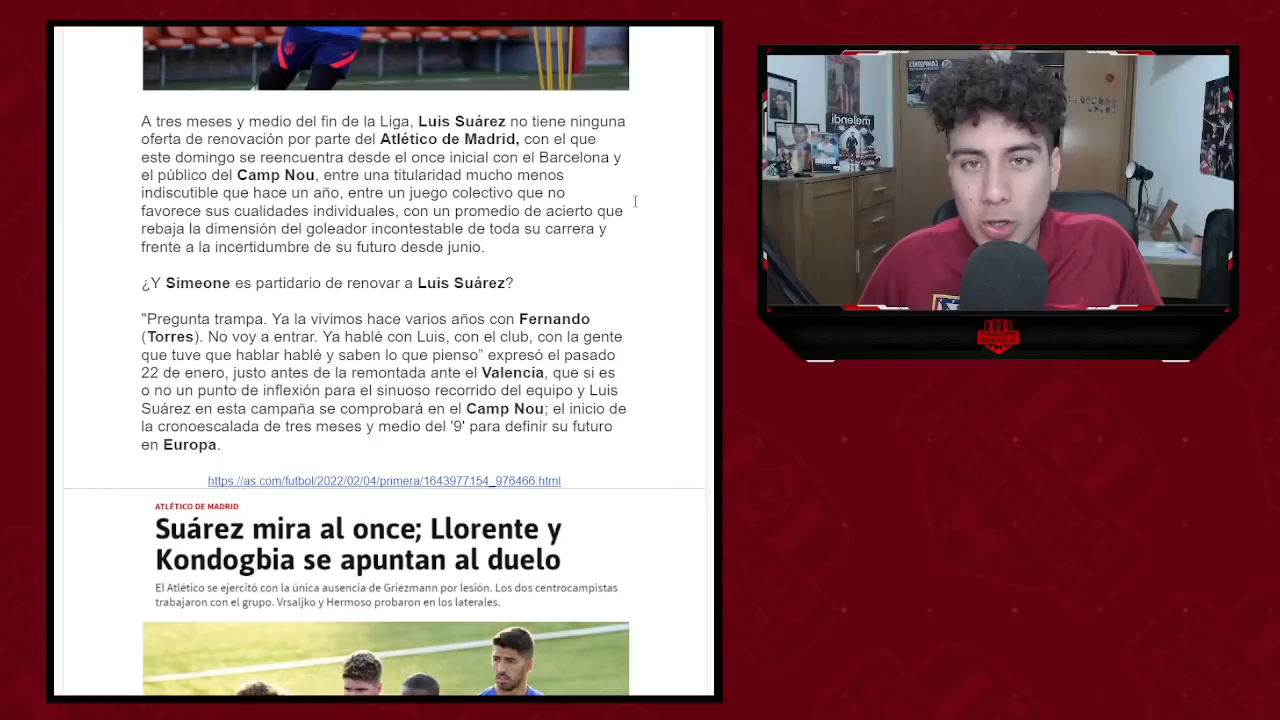 A tres meses y medio del fin de la Liga, Luis Suárez no tiene ninguna
oferta de renovación por parte del Atlético de Madrid, con el que
este domingo se reencuentra desde el once inicial con el Barcelona y
el público del Camp Nou, entre una titularidad mucho menos
indiscutible que hace un año, entre un juego colectivo que no
favorece sus cualidades individuales, con un promedio de acierto que
rebaja la dimensión del goleador incontestable de toda su carrera y
frente a la incertidumbre de su futuro desde junio.
¿Y Simeone es partidario de renovar a Luis Suárez?
"Pregunta trampa. Ya la vivimos hace varios años con Fernando
(Torres). No voy a entrar. Ya hablé con Luis, con el club, con la gente
que tuve que hablar hablé y saben lo que pienso” expresó el pasado
22 de enero, justo antes de la remontada ante el Valencia, que si es
o no un punto de inflexión para el sinuoso recorrido del equipo y Luis
Suárez en esta campaña se comprobará en el Camp Nou; el inicio de
la cronoescalada de tres meses y medio del '9' para definir su futuro
en Europa.
https://as.com/futbol/2022/02/04/primera/1643977154_976466.html
ATLÉTICO DE MADRID
Suárez mira al once; Llorente y
Kondogbia se apuntan al duelo
El Atlético se ejercitó con la única ausencia de Griezmann por lesión. Los dos centrocampistas
trabajaron con el grupo. Vrsaljko y Hermoso probaron en los laterales.